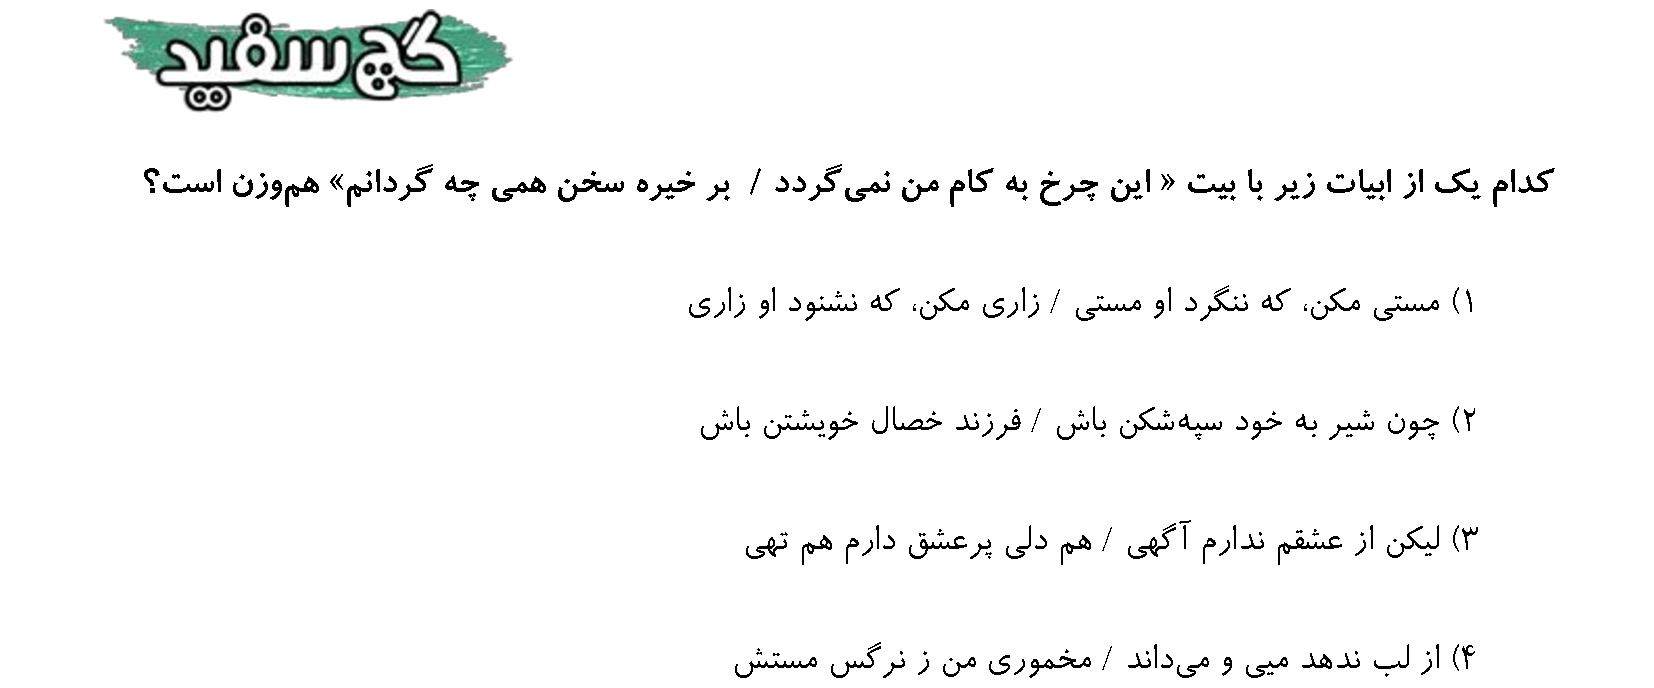 گچ سفید
کدام یک از ابیات زیر با بیت « این چرخ به کام من نمی‌گردد / بر خیره سخن همی چه گردانم» هم‌وزن است؟
۱) مستی مکن، که ننگرد او مستی / زاری مکن، که نشنود او زاری
۲) چون شیر به خود سپه‌شکن باش / فرزند خصال خویشتن باش
۳) لیکن از عشقم ندارم آگهی / هم دلی پرعشق دارم هم تهی
۴) از لب ندهد میی و می‌داند / مخموری من ز نرگس مستش